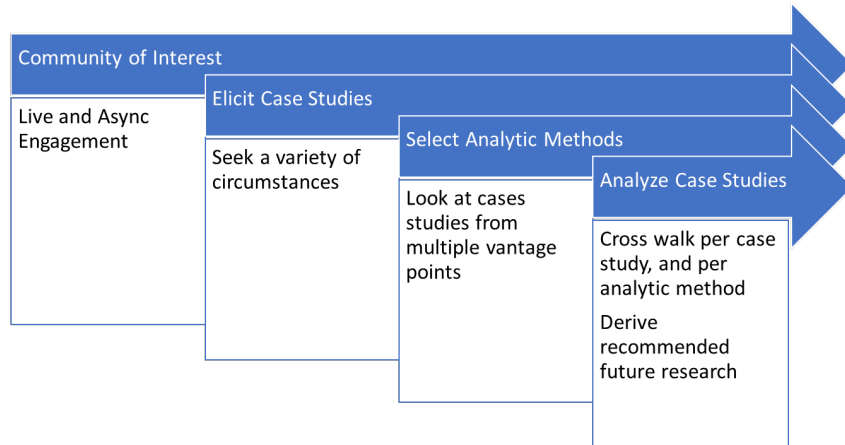 Community of Interest
Live and Async
Engagement
Elicit Case Studies
Seek a variety of
circumstances
Select Analytic Methods
Look at cases
studies from
multiple vantage
points
Analyze Case Studies
Cross walk per case
study, and per
analytic method
Derive
recommended
future research